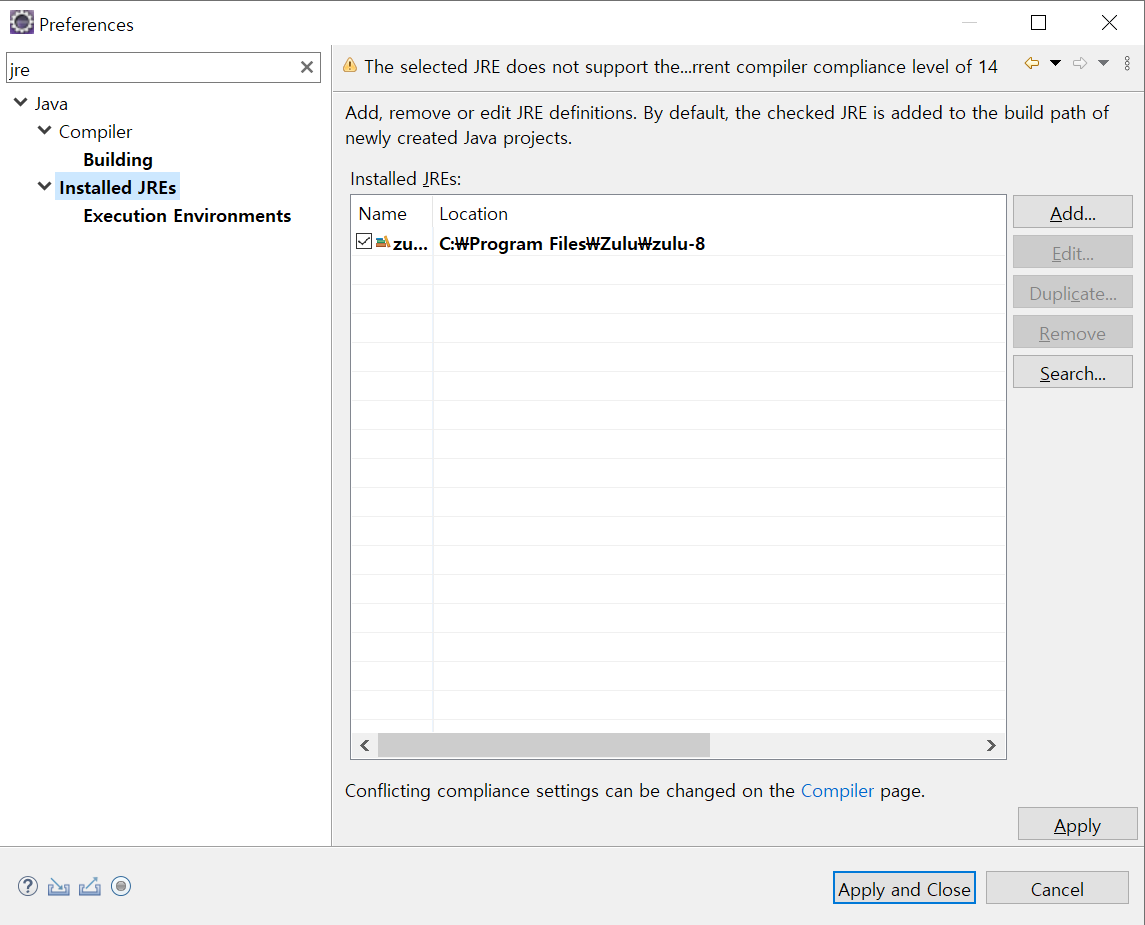 Preferences
jre
Java
Compiler
Building
Installed JREs
Execution Environments
The selected JRE does not support the...rrent compiler compliance level of 14
Add, remove or edit JRE definitions. By default, the checked JRE is added to the build path of
newly created Java projects.
Installed JREs:
Name Location
zu... C:₩Program Files₩Zulu₩zulu-8
Add...
Edit...
Duplicate...
Remove
Search...
Conflicting compliance settings can be changed on the Compiler page.
Apply
Apply and Close Cancel